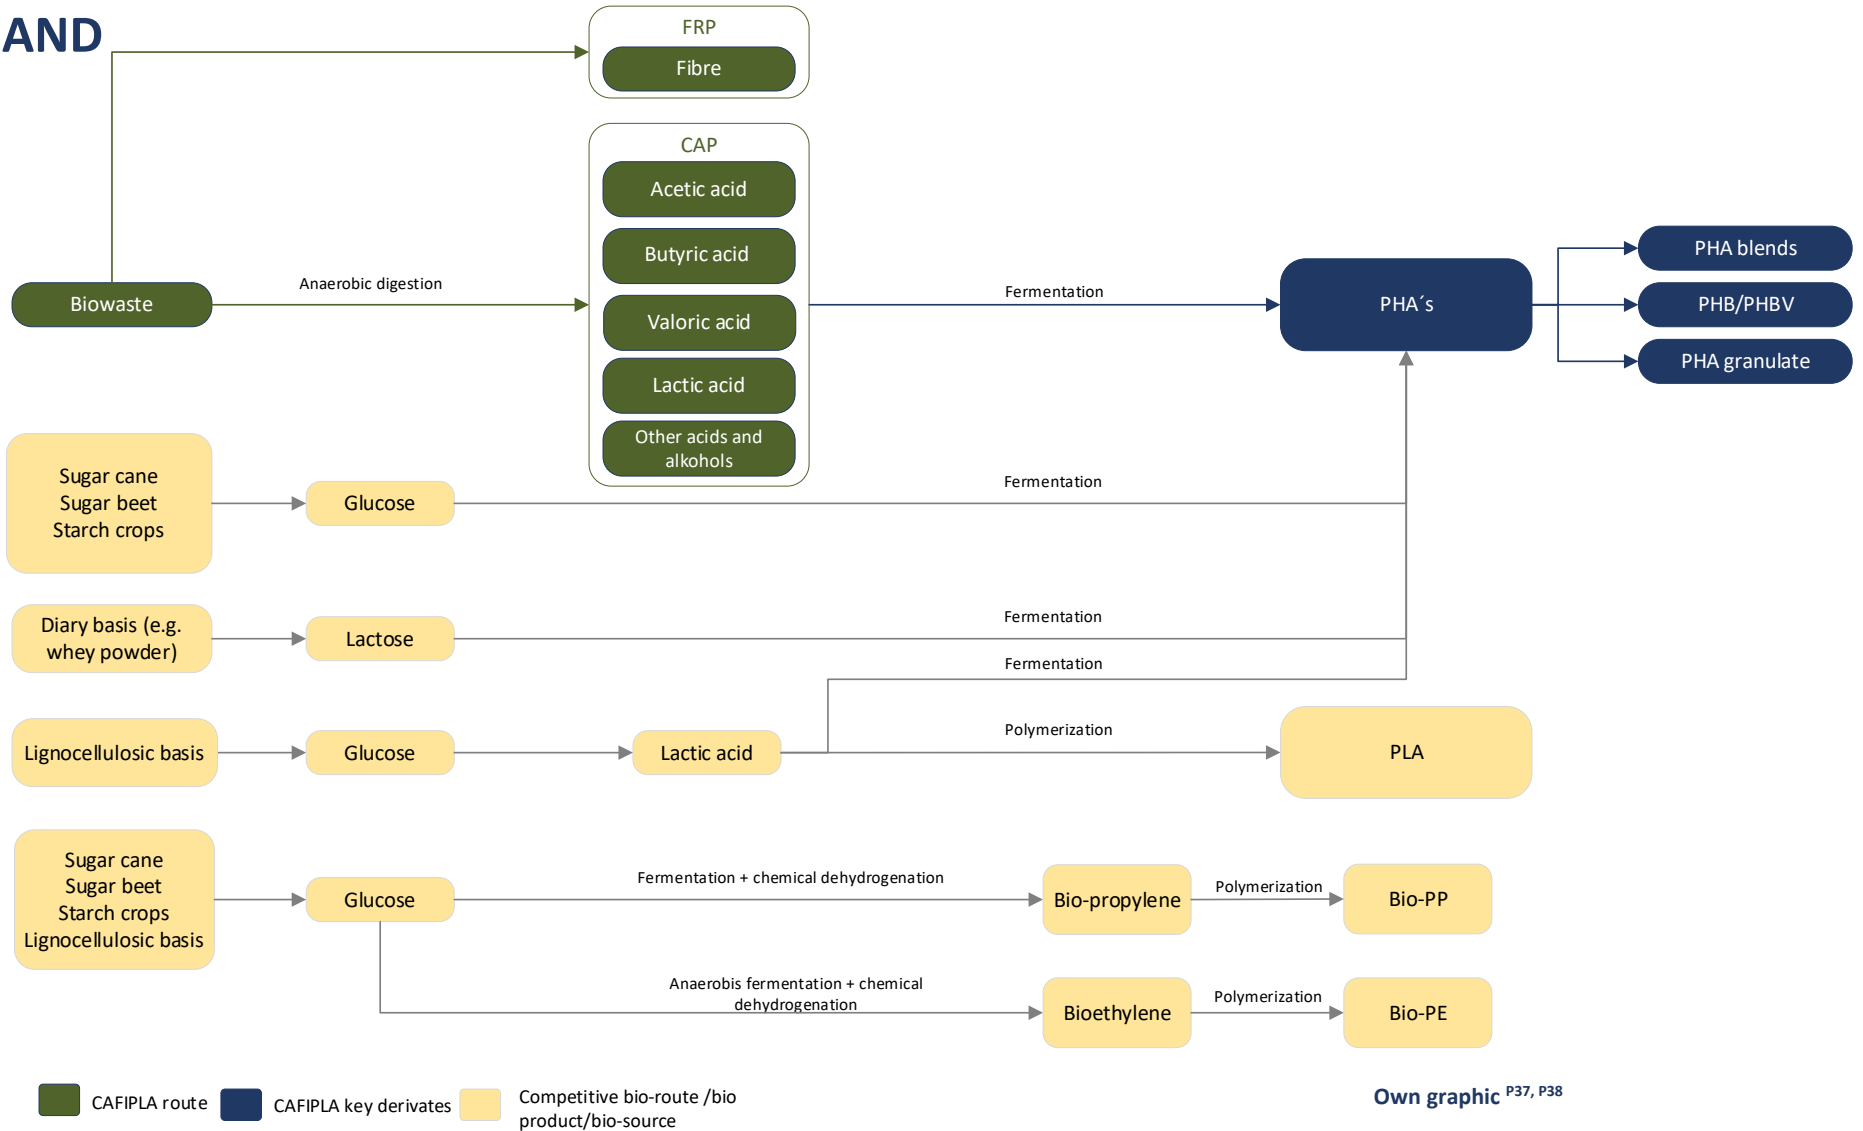 AND
FRP
Fibre
CAP
Acetic acid
Butyric acid
Valoric acid
Lactic acid
Other acids and
alkohols
Biowaste
Anaerobic digestion
Fermentation
PHA´s
PHA blends
PHB/PHBV
PHA granulate
Sugar cane
Sugar beet
Starch crops
Glucose
Fermentation
Diary basis (e.g.
whey powder)
Lactose
Fermentation
Fermentation
Lignocellulosic basis
Glucose
Lactic acid
Polymerization
PLA
Sugar cane
Sugar beet
Starch crops
Lignocellulosic basis
Glucose
Fermentation + chemical dehydrogenation
Bio-propylene
Polymerization
Bio-PP
Anaerobis fermentation + chemical
dehydrogenation
Bioethylene
Polymerization
Bio-PE
CAFIPLA route
CAFIPLA key derivates
Competitive bio-route /bio
product/bio-source
Own graphic P37, P38